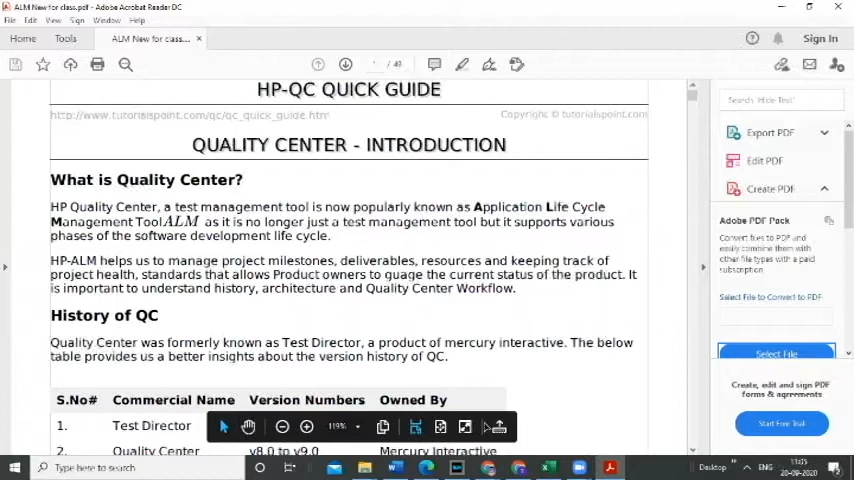 ALM New for class.pdf - Adobe Acrobat Reader DC
File Edit View Sign Window Help
Home Tools ALM New for class... ×
Sign In
/ 49
HP-QC QUICK GUIDE
http://www.tutorialspoint.com/qc/qc_quick_guide.htm Copyright © tutorialspoint.com
QUALITY CENTER - INTRODUCTION
What is Quality Center?
HP Quality Center, a test management tool is now popularly known as Application Life Cycle
Management ToolALM as it is no longer just a test management tool but it supports various
phases of the software development life cycle.
HP-ALM helps us to manage project milestones, deliverables, resources and keeping track of
project health, standards that allows Product owners to guage the current status of the product. It
is important to understand history, architecture and Quality Center Workflow.
History of QC
Quality Center was formerly known as Test Director, a product of mercury interactive. The below
table provides us a better insights about the version history of QC.
S.No# Commercial Name Version Numbers Owned By
1. Test Director
2. Quality Center v8.0 to v9.0 Mercury Interactive
119%
Search 'Hide Text'
Export PDF
Edit PDF
Create PDF
Adobe PDF Pack
Convert files to PDF and
easily combine them with
other file types with a paid
subscription
Select File to Convert to PDF
Select File
Create, edit and sign PDF
forms & agreements
Start Free Trial
Type here to search
Desktop
ENG
11:05
20-09-2020